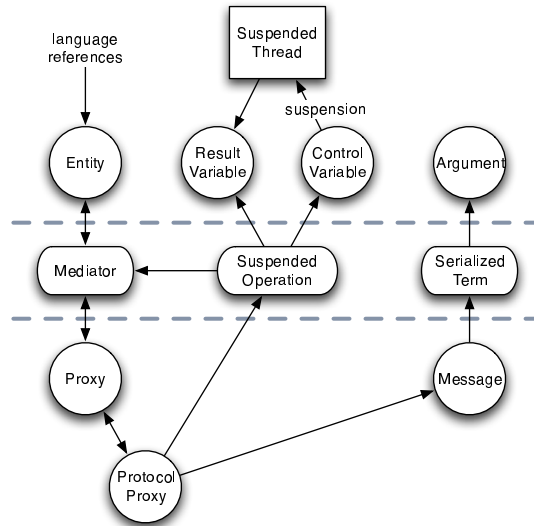 language
references
Suspended
Thread
suspension
Entity
Result
Variable
Control
Variable
Argument
Mediator
Suspended
Operation
Serialized
Term
Proxy
Message
Protocol
Proxy